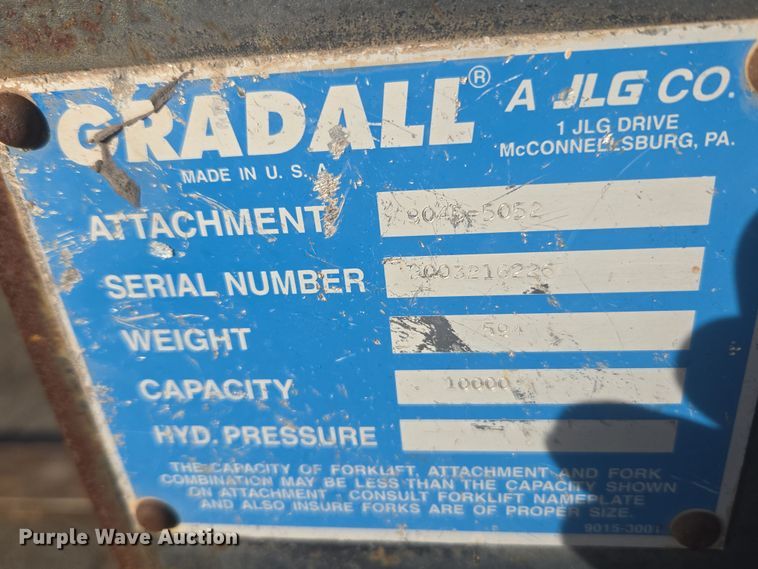 GRADALL® A JLG CO.
1 JLG DRIVE
McCONNELLSBURG, PA.
MADE IN U.S.A.
ATTACHMENT 9045-5052
SERIAL NUMBER
WEIGHT
CAPACITY 10000
HYD. PRESSURE
THE CAPACITY OF FORKLIFT, ATTACHMENT AND FORK
COMBINATION MAY BE LESS THAN THE CAPACITY SHOWN
ON ATTACHMENT - CONSULT FORKLIFT NAMEPLATE
AND ALSO INSURE FORKS ARE OF PROPER SIZE.
9015-3001
Purple Wave Auction